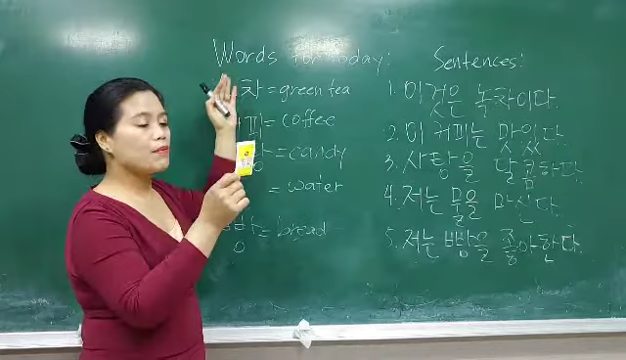 Words for Today:
차 = green tea
피 = coffee
= candy
= water
= bread
Sentences:
1. 이것은 녹차이다.
2. 이 커피는 맛있다.
3. 사탕을 달콤하다.
4. 저는 물을 마신다.
5. 저는 빵을 좋아한다.